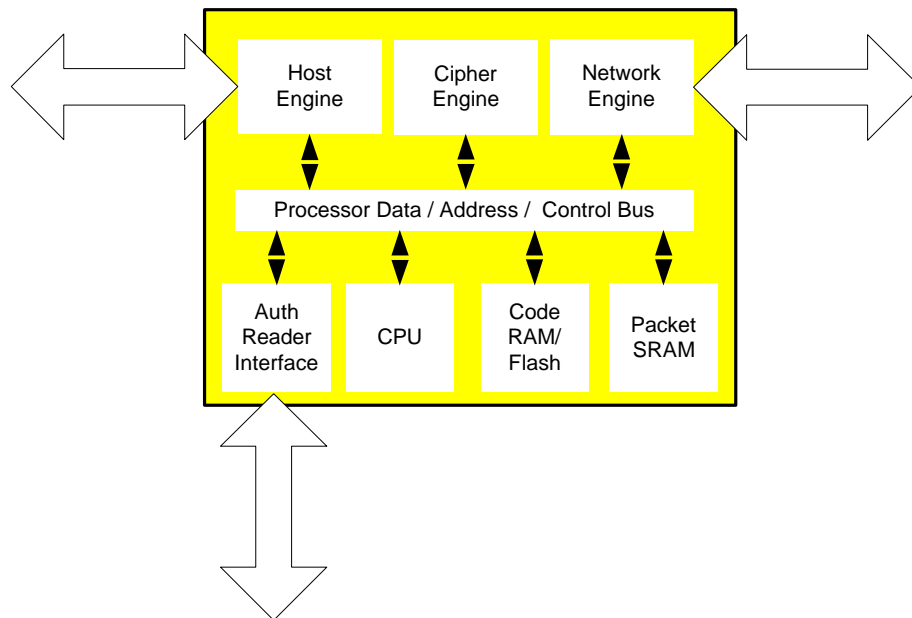 Host
Engine
Cipher
Engine
Network
Engine
Processor Data / Address /  Control Bus
Auth
Reader
Interface
CPU
Code
RAM/
Flash
Packet
SRAM